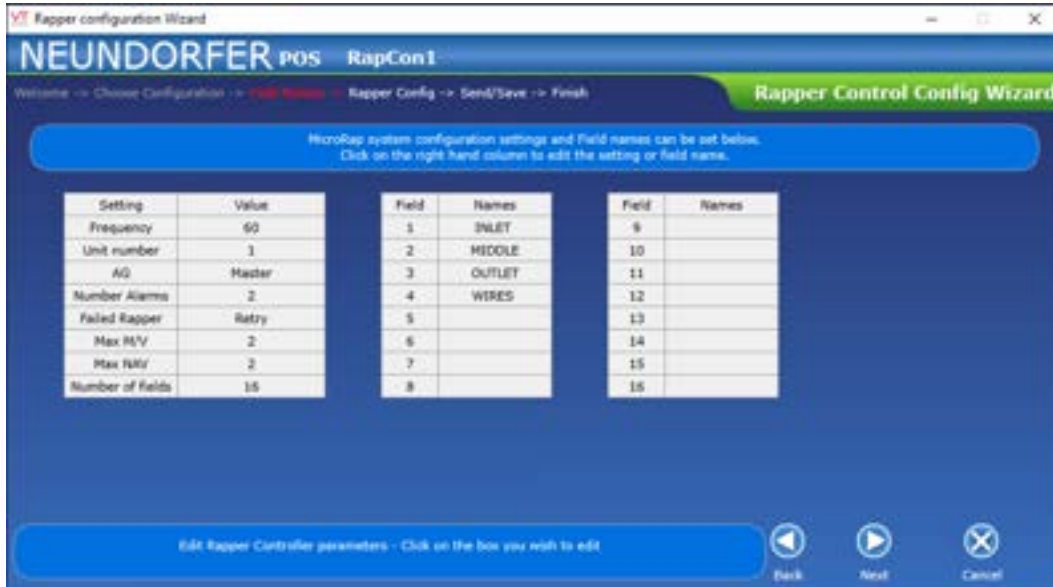 Rapper configuration Wizard
NEUNDORFER POS RapCon1
Welcome -> Choose Configuration -> Field Names -> Rapper Config -> Send/Save -> Finish
Rapper Control Config Wizard
MicroRap system configuration settings and Field names can be set below.
Click on the right hand column to edit the setting or field name.
Setting Value
Frequency 60
Unit number 1
AG Master
Number Alarms 2
Failed Rapper Retry
Max M/V 2
Max NAV 2
Number of fields 16
Field Names
1 INLET
2 MIDDLE
3 OUTLET
4 WIRES
5
6
7
8
Field Names
9
10
11
12
13
14
15
16
Edit Rapper Controller parameters - Click on the box you wish to edit
Back Next Cancel